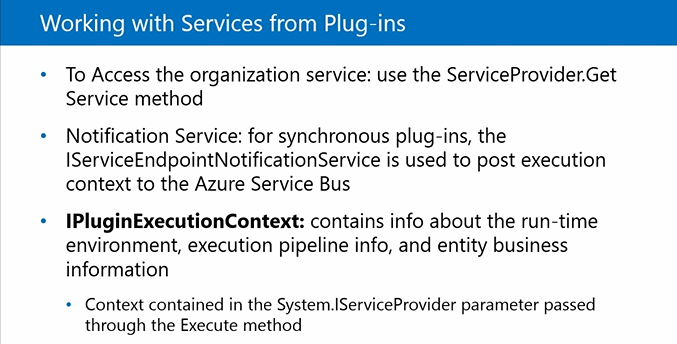 Working with Services from Plug-ins
• To Access the organization service: use the ServiceProvider.Get
Service method
• Notification Service: for synchronous plug-ins, the
IServiceEndpointNotificationService is used to post execution
context to the Azure Service Bus
• IPluginExecutionContext: contains info about the run-time
environment, execution pipeline info, and entity business
information
• Context contained in the System.IServiceProvider parameter passed
through the Execute method